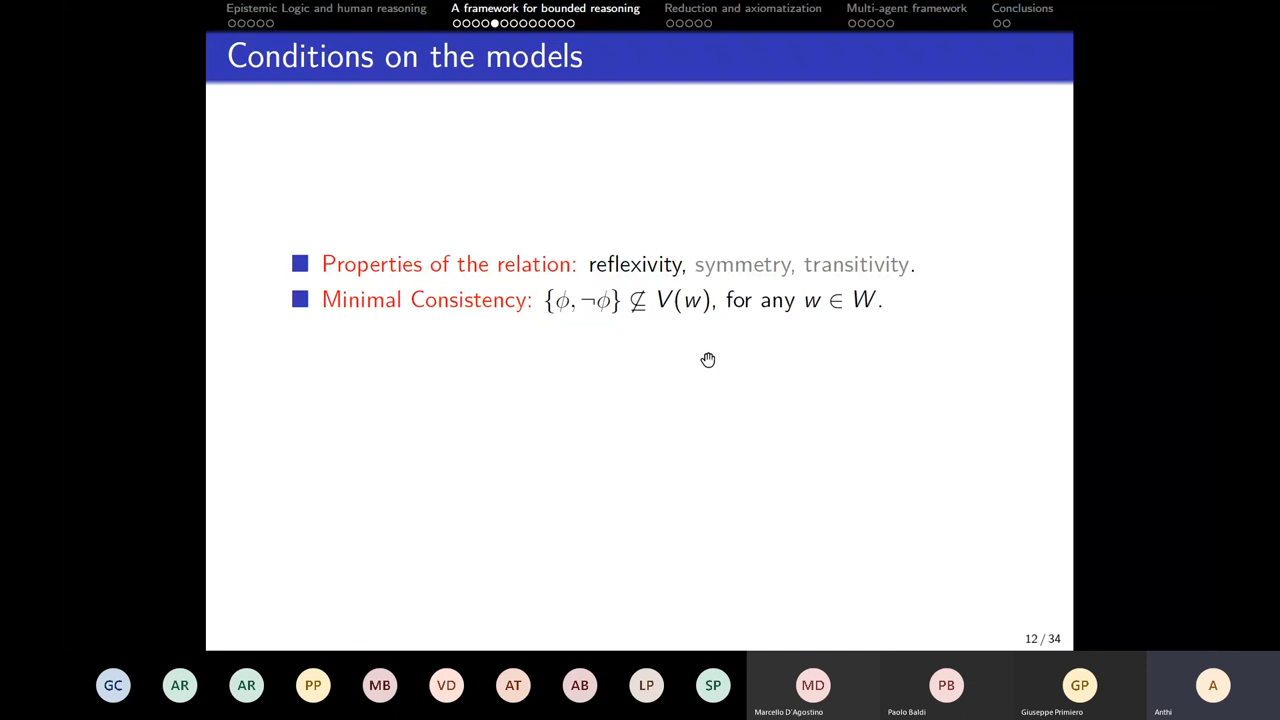 Epistemic Logic and human reasoning A framework for bounded reasoning Reduction and axiomatization Multi-agent framework Conclusions
Conditions on the models
Properties of the relation: reflexivity, symmetry, transitivity.
Minimal Consistency: {ϕ, ¬ϕ} ⊈ V(w), for any w ∈ W.
12 / 34
GC AR AR PP MB VD AT AB LP SP MD PB GP A
Marcello D'Agostino Paolo Baldi Giuseppe Primiero Anthi